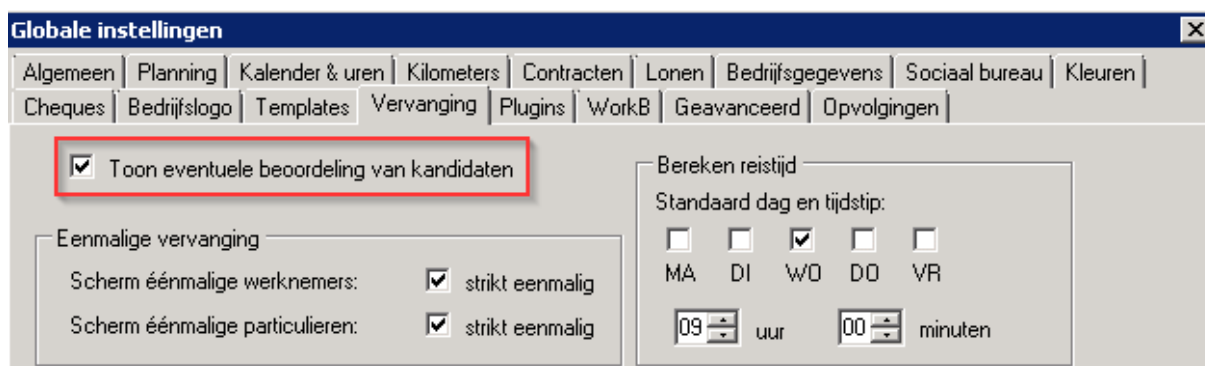 Globale instellingen
Algemeen Planning Kalender & uren Kilometers Contracten Lonen Bedrijfsgegevens Sociaal bureau Kleuren
Cheques Bedrijfslogo Templates Vervanging Plugins WorkB Geavanceerd Opvolgingen
Toon eventuele beoordeling van kandidaten
Eenmalige vervanging
Scherm éénmalige werknemers: strikt eenmalig
Scherm éénmalige particulieren: strikt eenmalig
Bereken reistijd
Standaard dag en tijdstip:
MA DI WO DO VR
09 uur 00 minuten